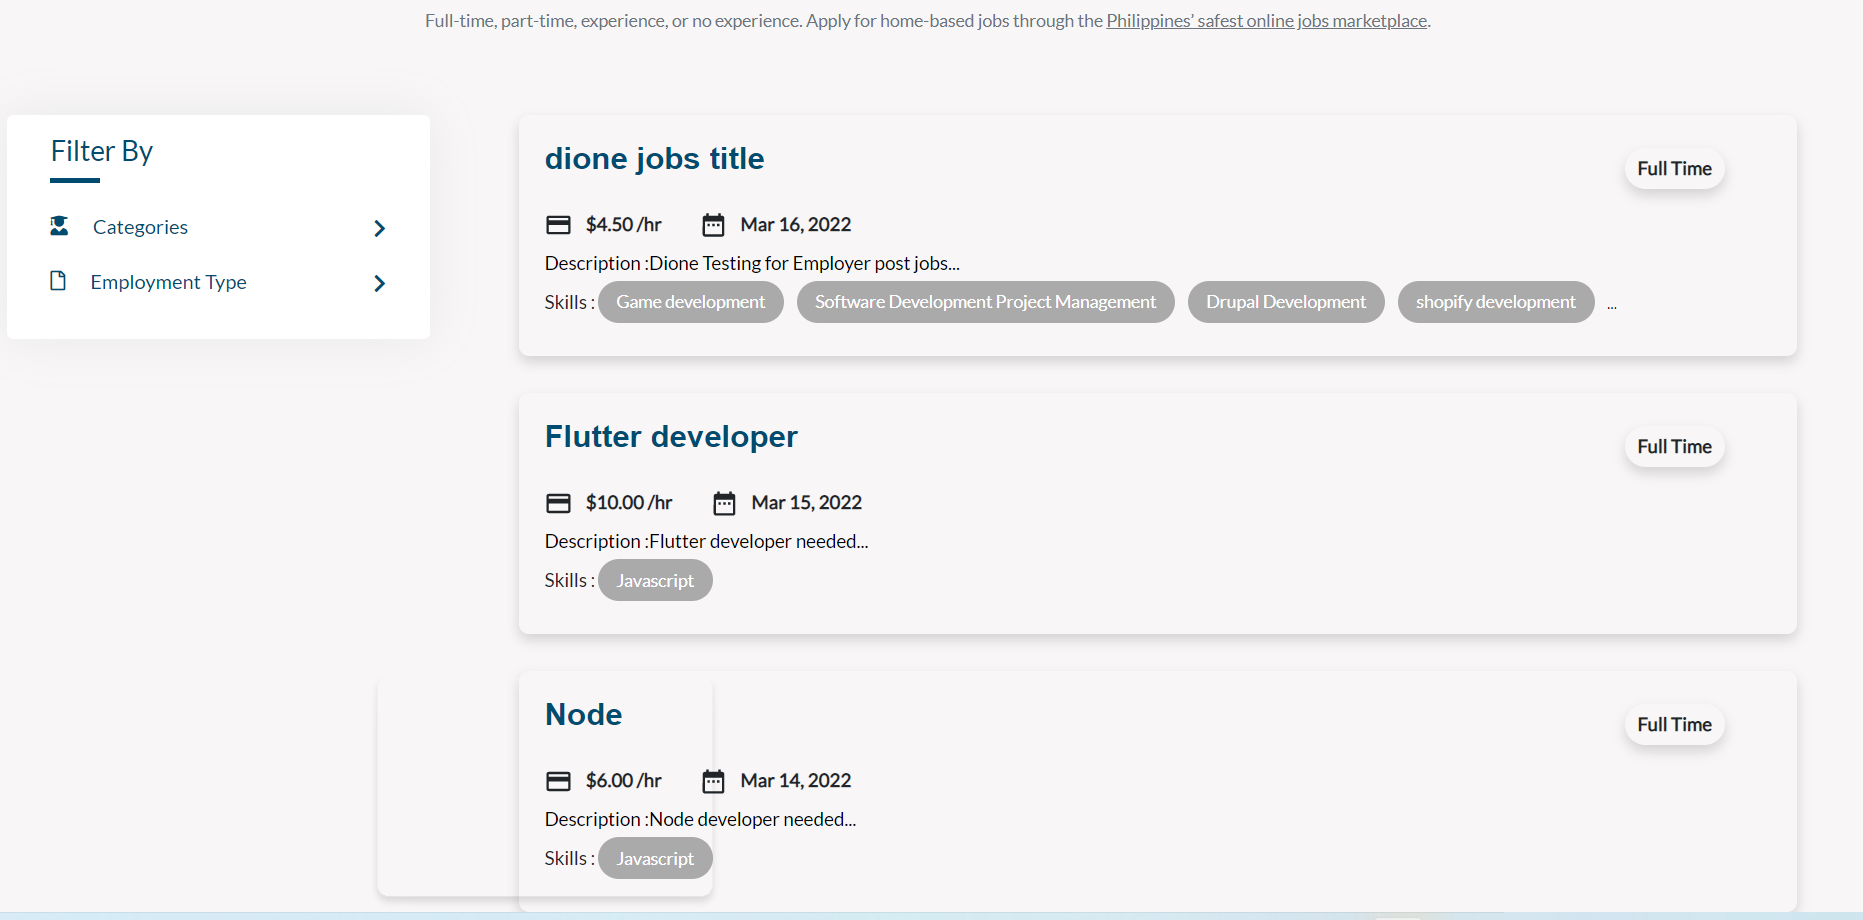 Full-time, part-time, experience, or no experience. Apply for home-based jobs through the Philippines’ safest online jobs marketplace.
Filter By
Categories
Employment Type
dione jobs title
Full Time
$4.50 /hr Mar 16, 2022
Description :Dione Testing for Employer post jobs...
Skills : Game development Software Development Project Management Drupal Development shopify development ...
Flutter developer
Full Time
$10.00 /hr Mar 15, 2022
Description :Flutter developer needed...
Skills : Javascript
Node
Full Time
$6.00 /hr Mar 14, 2022
Description :Node developer needed...
Skills : Javascript